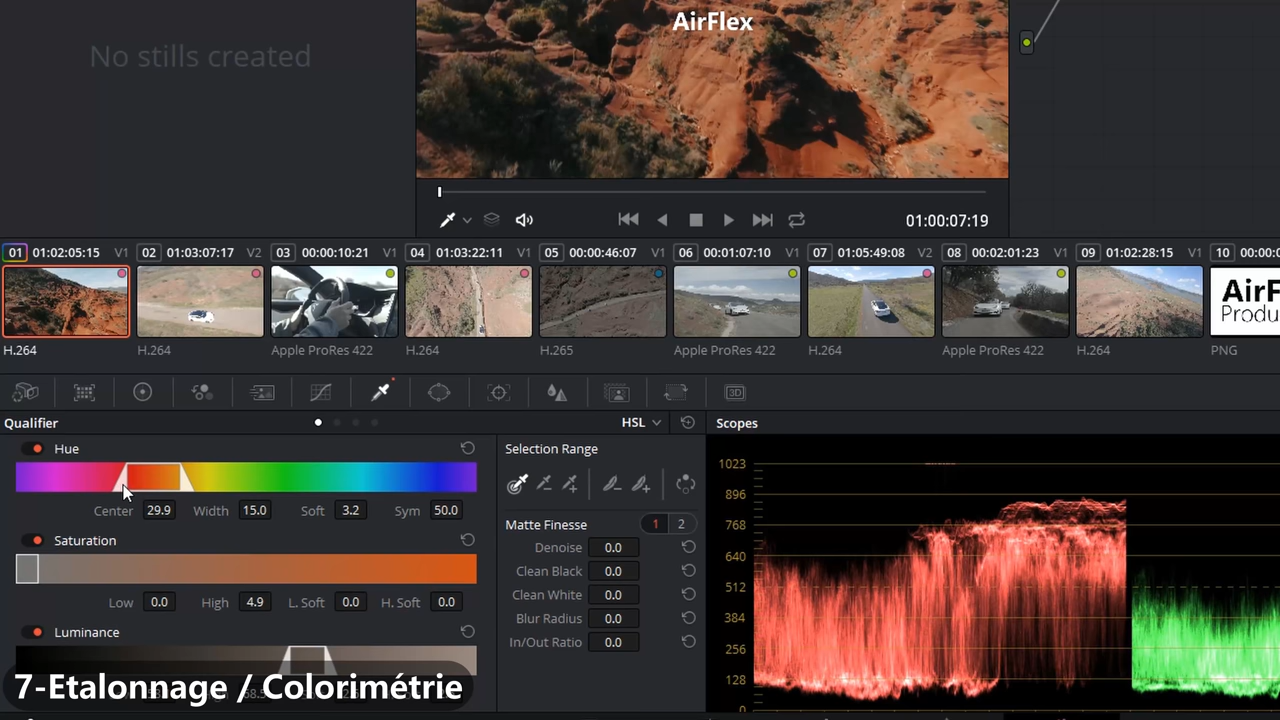 No stills created
AirFlex
01:00:07:19
01 01:02:05:15 V1
02 01:03:07:17 V2
03 00:00:10:21 V1
04 01:03:22:11 V1
05 00:00:46:07 V1
06 00:01:07:10 V1
07 01:05:49:08 V2
08 00:02:01:23 V1
09 01:02:28:15 V1
10 00:00:0
AirF
Produ
H.264
H.264
Apple ProRes 422
H.264
H.265
Apple ProRes 422
H.264
Apple ProRes 422
H.264
PNG
3D
Qualifier
HSL
Scopes
Hue
Center 29.9 Width 15.0 Soft 3.2 Sym 50.0
Saturation
Low 0.0 High 4.9 L. Soft 0.0 H. Soft 0.0
Luminance
7-Etalonnage / Colorimétrie
Selection Range
Matte Finesse 1 2
Denoise 0.0
Clean Black 0.0
Clean White 0.0
Blur Radius 0.0
In/Out Ratio 0.0
1023
896
768
640
512
384
256
128
0